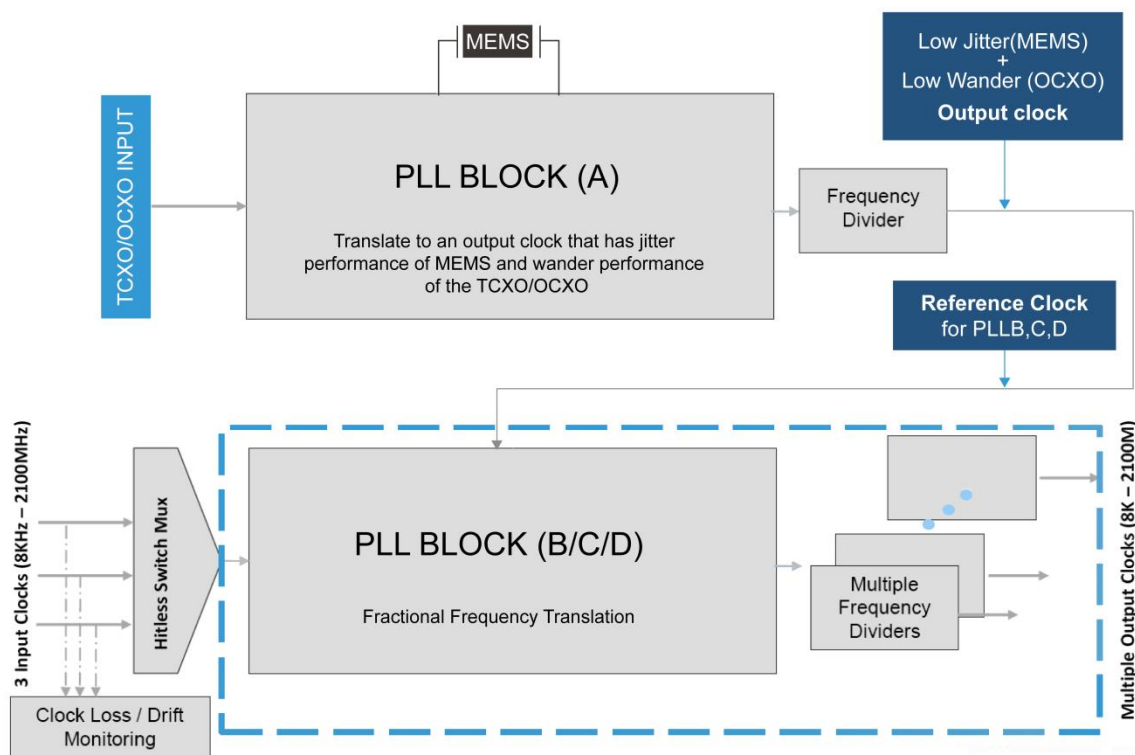 MEMS
Low Jitter(MEMS)
+
Low Wander (OCXO)
Output clock
TCXO/OCXO INPUT
PLL BLOCK (A)
Translate to an output clock that has jitter
performance of MEMS and wander performance
of the TCXO/OCXO
Frequency
Divider
Reference Clock
for PLLB,C,D
3 Input Clocks (8KHz – 2100MHz)
Hitless Switch Mux
PLL BLOCK (B/C/D)
Fractional Frequency Translation
Multiple
Frequency
Dividers
Multiple Output Clocks (8K – 2100M)
Clock Loss / Drift
Monitoring